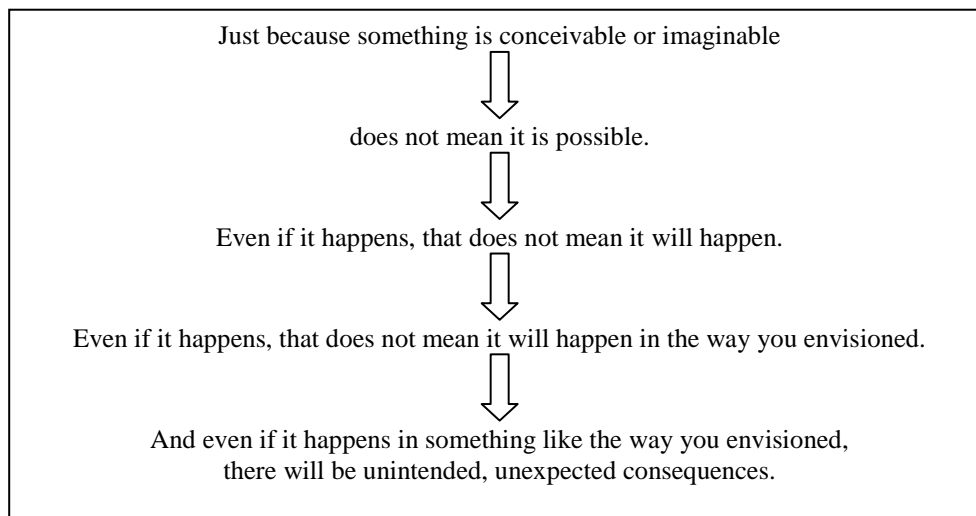 Just because something is conceivable or imaginable
does not mean it is possible.
Even if it happens, that does not mean it will happen.
Even if it happens, that does not mean it will happen in the way you envisioned.
And even if it happens in something like the way you envisioned,
there will be unintended, unexpected consequences.